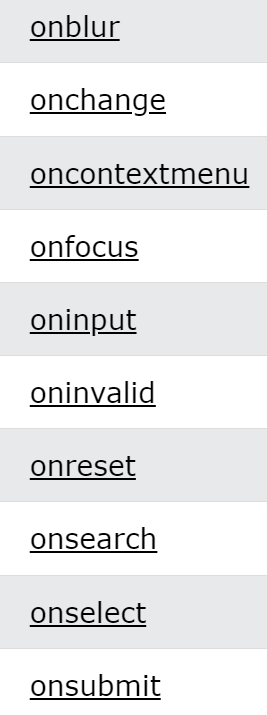 onblur
onchange
oncontextmenu
onfocus
oninput
oninvalid
onreset
onsearch
onselect
onsubmit